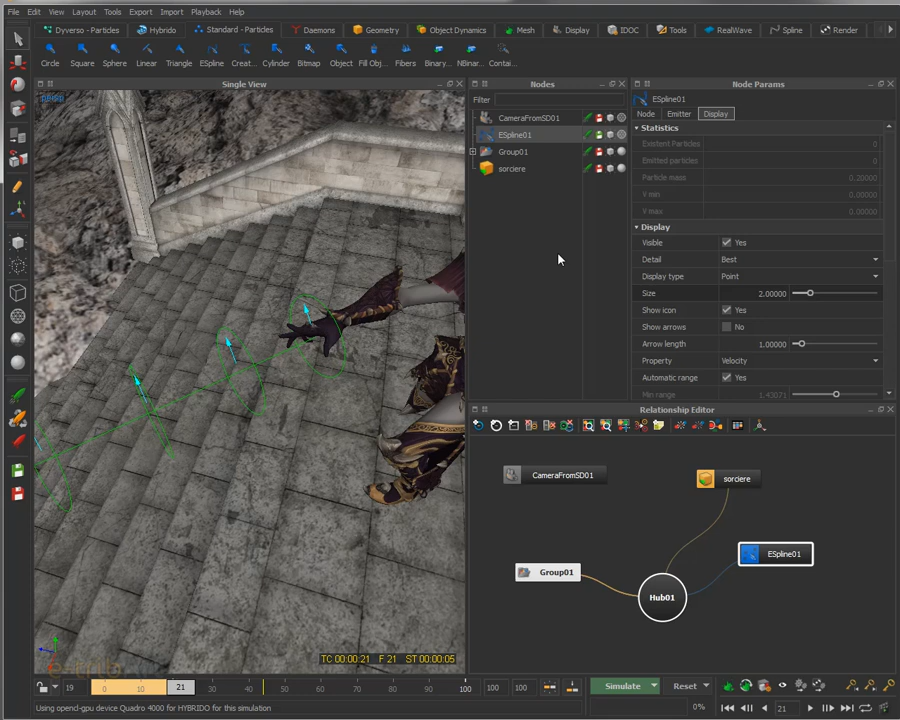 File Edit View Layout Tools Export Import Playback Help
Dyverso - Particles Hybrido Standard - Particles Daemons Geometry Object Dynamics Mesh Display IDOC Tools RealWave Spline Render
Circle Square Sphere Linear Triangle ESpline Creat... Cylinder Bitmap Object Fill Obj... Fibers Binary... NBinar... Contai...
Single View
Nodes
Node Params
Filter
CameraFromSD01
ESpline01
Group01
sorciere
ESpline01
Node Emitter Display
Statistics
Existent Particles 0
Emitted particles 0
Particle mass 0.20000
V min 0.00000
V max 0.00000
Display
Visible Yes
Detail Best
Display type Point
Size 2.00000
Show icon Yes
Show arrows No
Arrow length 1.00000
Property Velocity
Automatic range Yes
Min range 1.43071
Relationship Editor
CameraFromSD01
sorciere
ESpline01
Group01
Hub01
TC 00:00:21 F 21 ST 00:00:05
19 0 10 21 30 40 50 60 70 80 90 100 100 100
Simulate Reset
Using opencl-gpu device Quadro 4000 for HYBRIDO for this simulation
0% 21